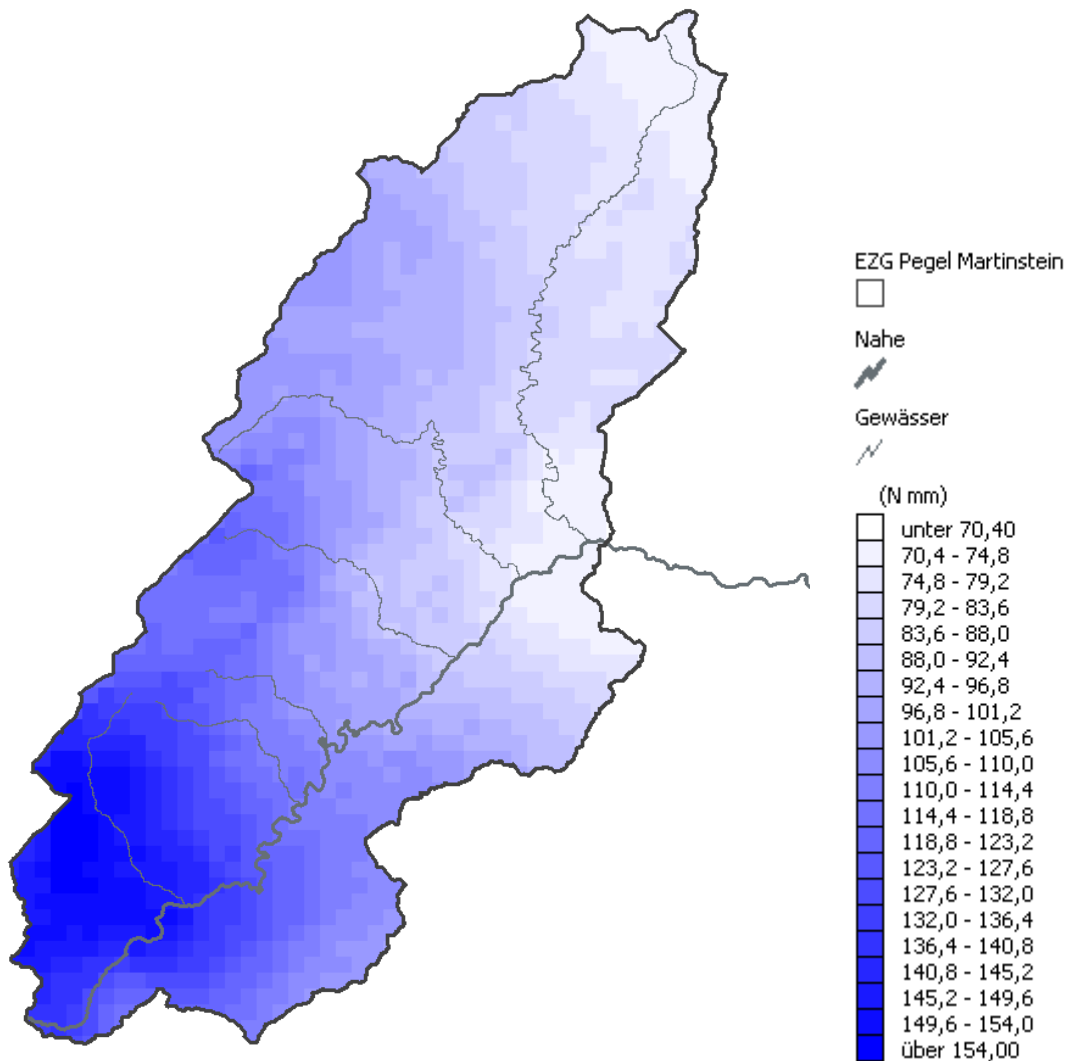 EZG Pegel Martinstein
Nahe
Gewässer
(N mm)
unter 70,40
70,4 - 74,8
74,8 - 79,2
79,2 - 83,6
83,6 - 88,0
88,0 - 92,4
92,4 - 96,8
96,8 - 101,2
101,2 - 105,6
105,6 - 110,0
110,0 - 114,4
114,4 - 118,8
118,8 - 123,2
123,2 - 127,6
127,6 - 132,0
132,0 - 136,4
136,4 - 140,8
140,8 - 145,2
145,2 - 149,6
149,6 - 154,0
über 154,00